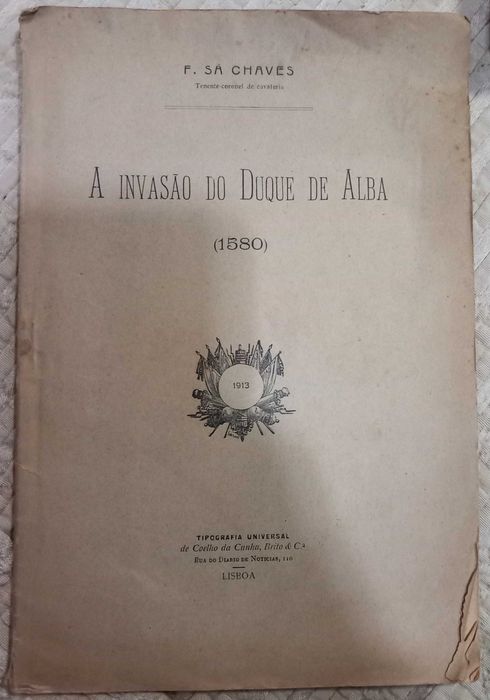 F. SÁ CHAVES
Tenente-coronel de cavalaria
A INVASÃO DO DUQUE DE ALBA
(1580)
1913
TIPOGRAFIA UNIVERSAL
de Coelho da Cunha, Brito & C.ª
RUA DO DIARIO DE NOTICIAS, 110
LISBOA